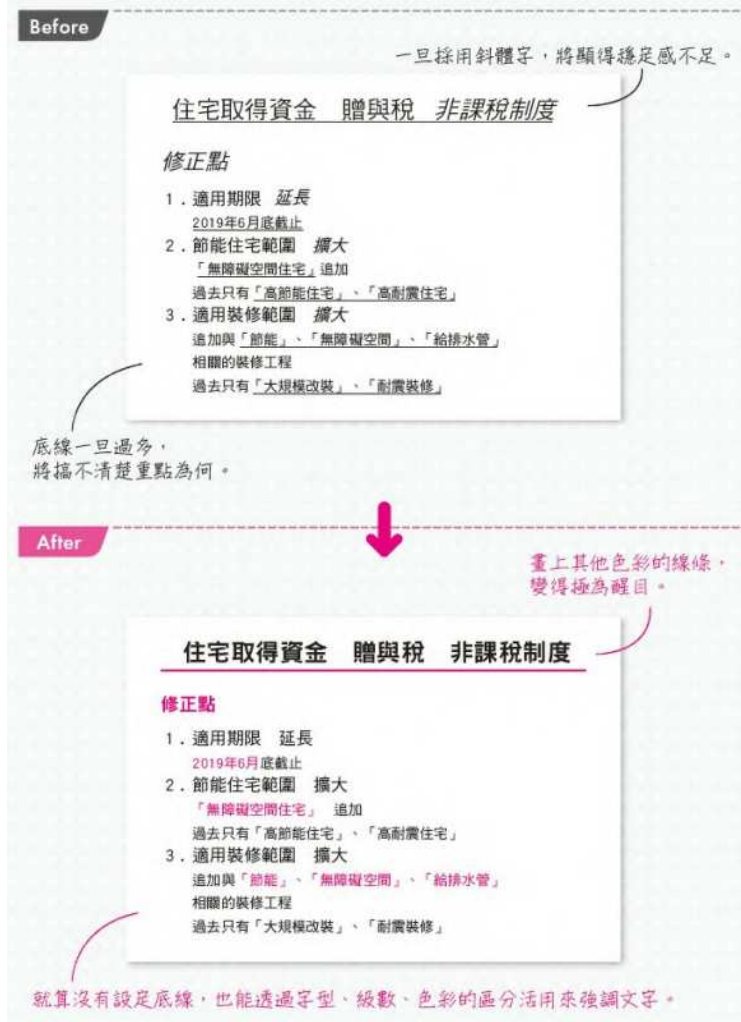 Before
一旦採用斜體字，將顯得穩定感不足。
住宅取得資金　贈與稅　非課稅制度
修正點
1．適用期限　延長
2019年6月底截止
2．節能住宅範圍　擴大
「無障礙空間住宅」追加
過去只有「高節能住宅」、「高耐震住宅」
3．適用裝修範圍　擴大
追加與「節能」、「無障礙空間」、「給排水管」
相關的裝修工程
過去只有「大規模改裝」、「耐震裝修」
底線一旦過多，
將搞不清楚重點為何。
After
畫上其他色彩的線條，
變得極為醒目。
住宅取得資金　贈與稅　非課稅制度
修正點
1．適用期限　延長
2019年6月底截止
2．節能住宅範圍　擴大
「無障礙空間住宅」　追加
過去只有「高節能住宅」、「高耐震住宅」
3．適用裝修範圍　擴大
追加與「節能」、「無障礙空間」、「給排水管」
相關的裝修工程
過去只有「大規模改裝」、「耐震裝修」
就算沒有設定底線，也能透過字型、級數、色彩的區分活用來強調文字。